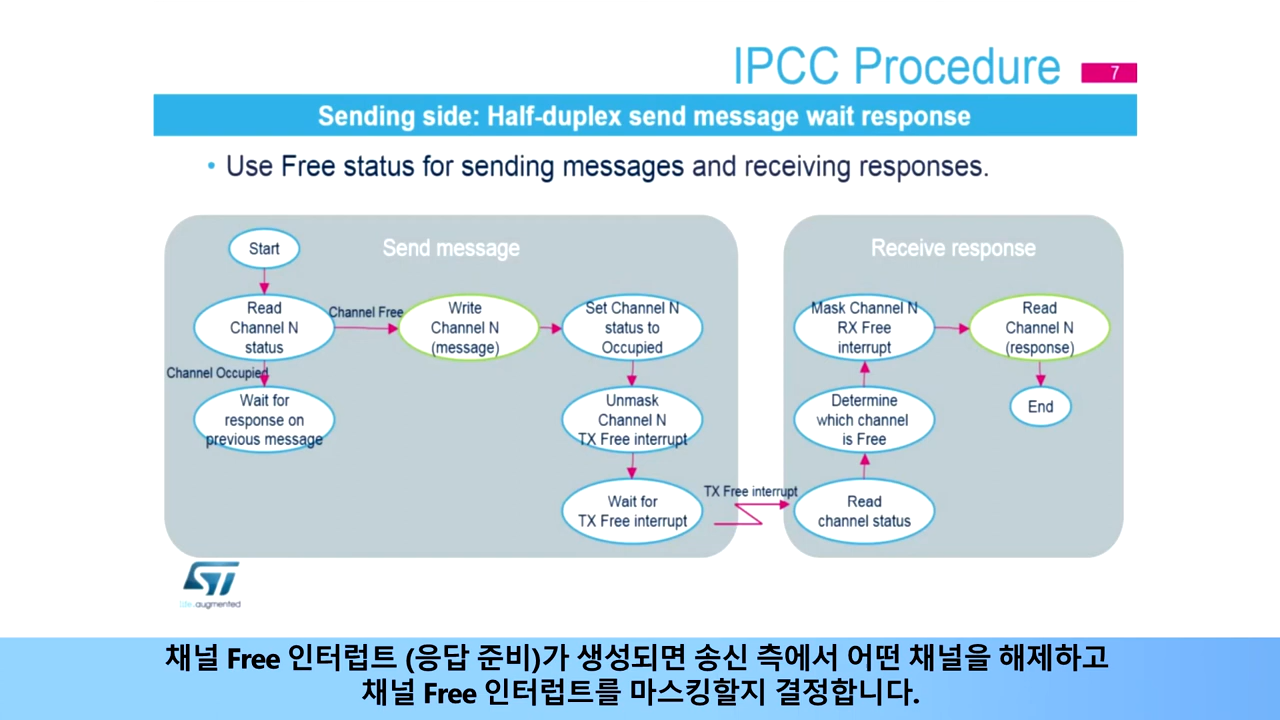 IPCC Procedure
7
Sending side: Half-duplex send message wait response
• Use Free status for sending messages and receiving responses.
Send message
Start
Read
Channel N
status
Channel Free
Write
Channel N
(message)
Set Channel N
status to
Occupied
Channel Occupied
Wait for
response on
previous message
Unmask
Channel N
TX Free interrupt
Wait for
TX Free interrupt
TX Free interrupt
Receive response
Mask Channel N
RX Free
interrupt
Read
Channel N
(response)
Determine
which channel
is Free
End
Read
channel status
ST
life.augmented
채널 Free 인터럽트 (응답 준비)가 생성되면 송신 측에서 어떤 채널을 해제하고
채널 Free 인터럽트를 마스킹할지 결정합니다.